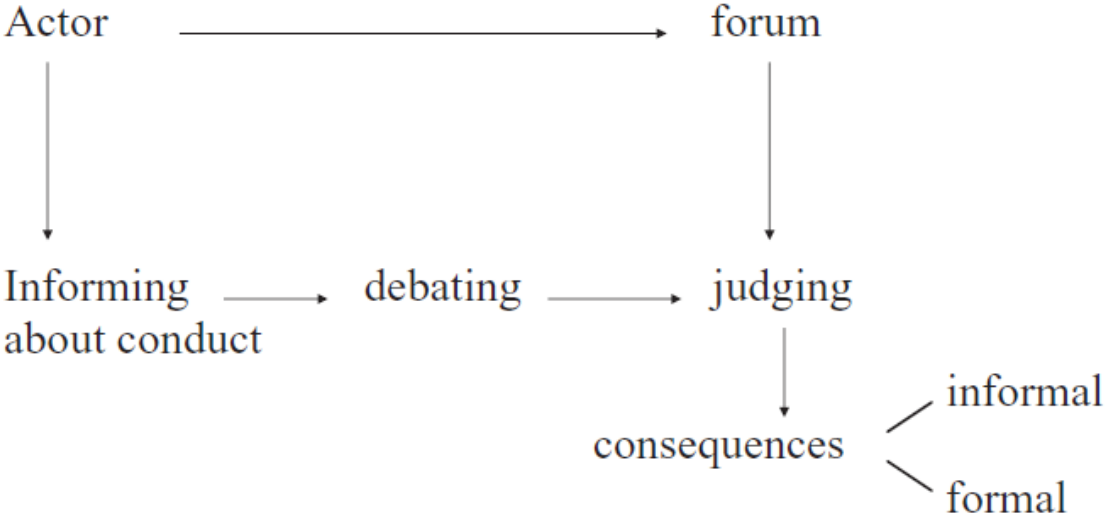 Actor
forum
Informing
about conduct
debating
judging
consequences
informal
formal